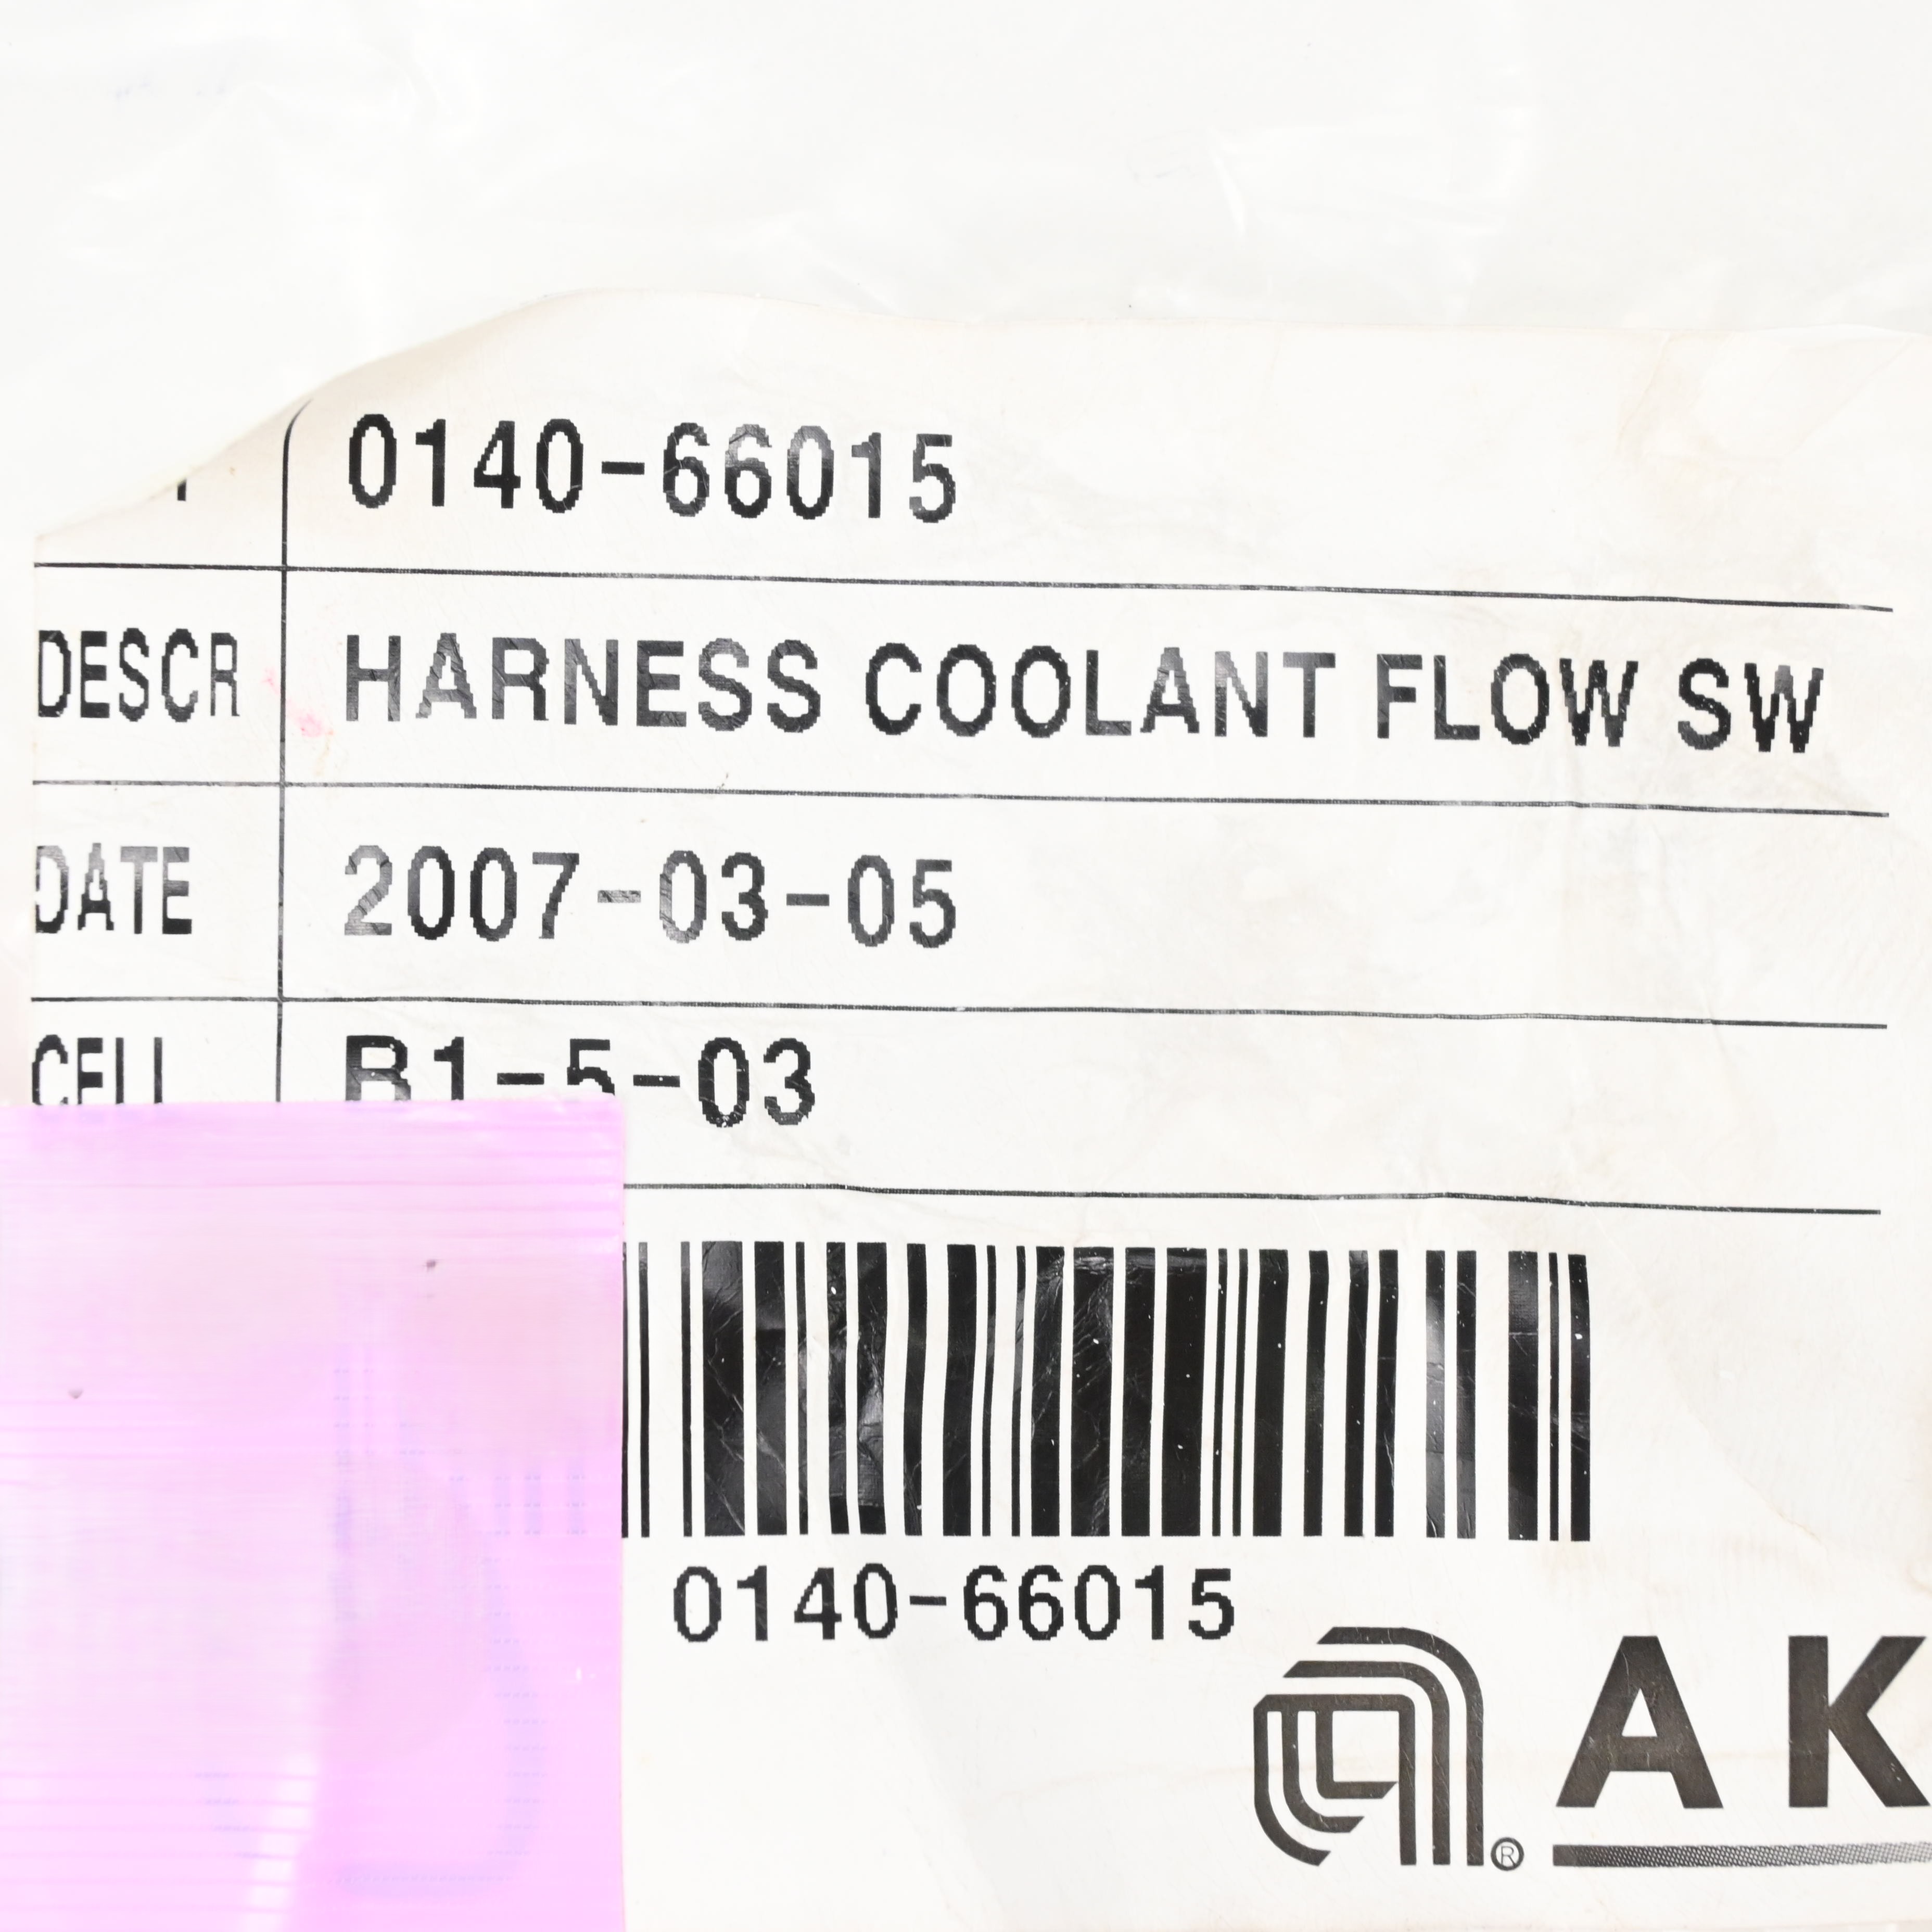 0140-66015
DESCR HARNESS COOLANT FLOW SW
DATE 2007-03-05
CELL B1-5-03
0140-66015
® AK